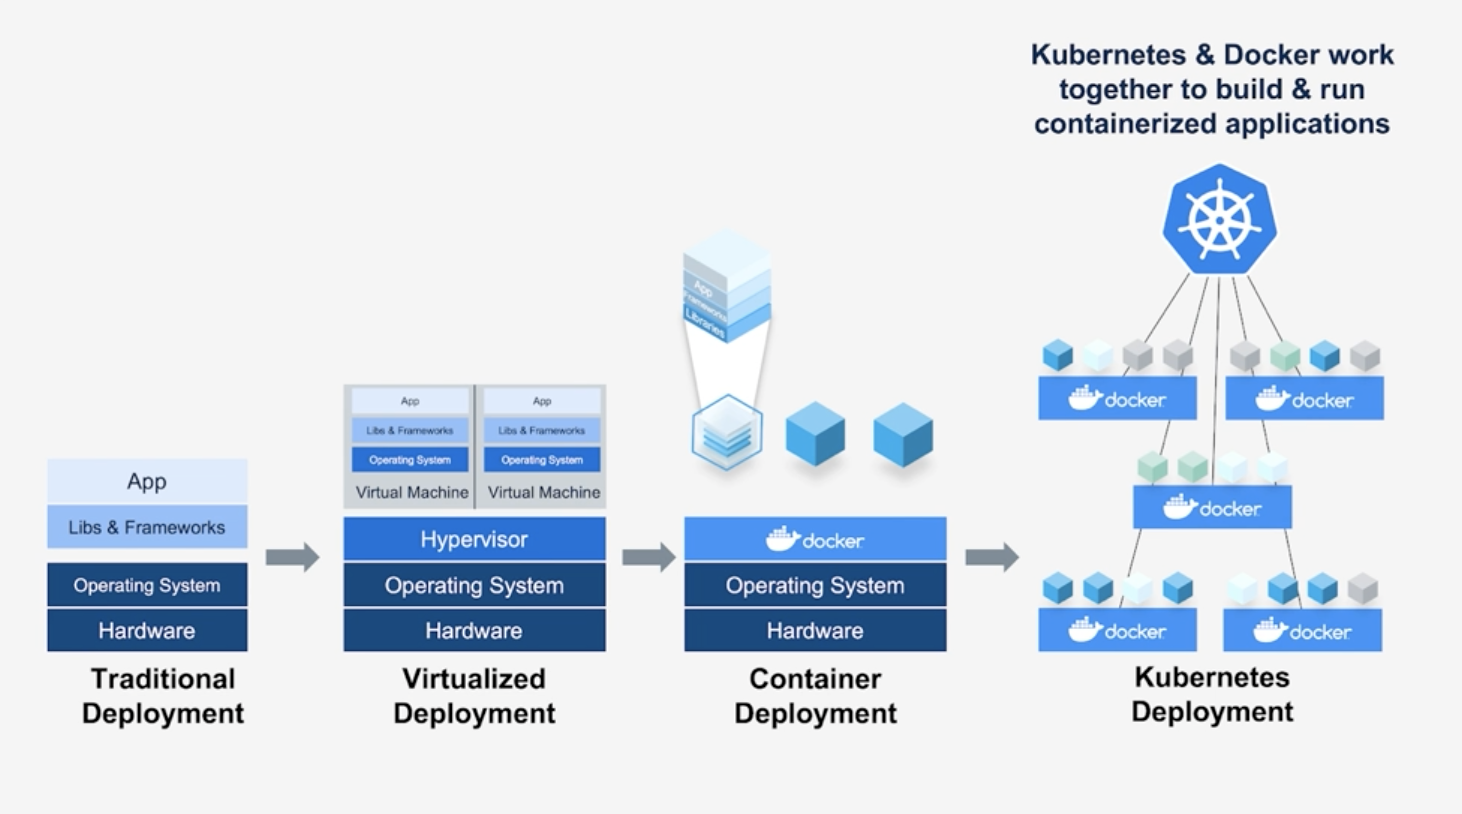 Kubernetes & Docker work
together to build & run
containerized applications
App
Libs & Frameworks
Operating System
Hardware
Traditional
Deployment
App
Libs & Frameworks
Operating System
Virtual Machine
App
Libs & Frameworks
Operating System
Virtual Machine
Hypervisor
Operating System
Hardware
Virtualized
Deployment
App
Frameworks
Libraries
docker
Operating System
Hardware
Container
Deployment
docker
docker
docker
docker
docker
Kubernetes
Deployment